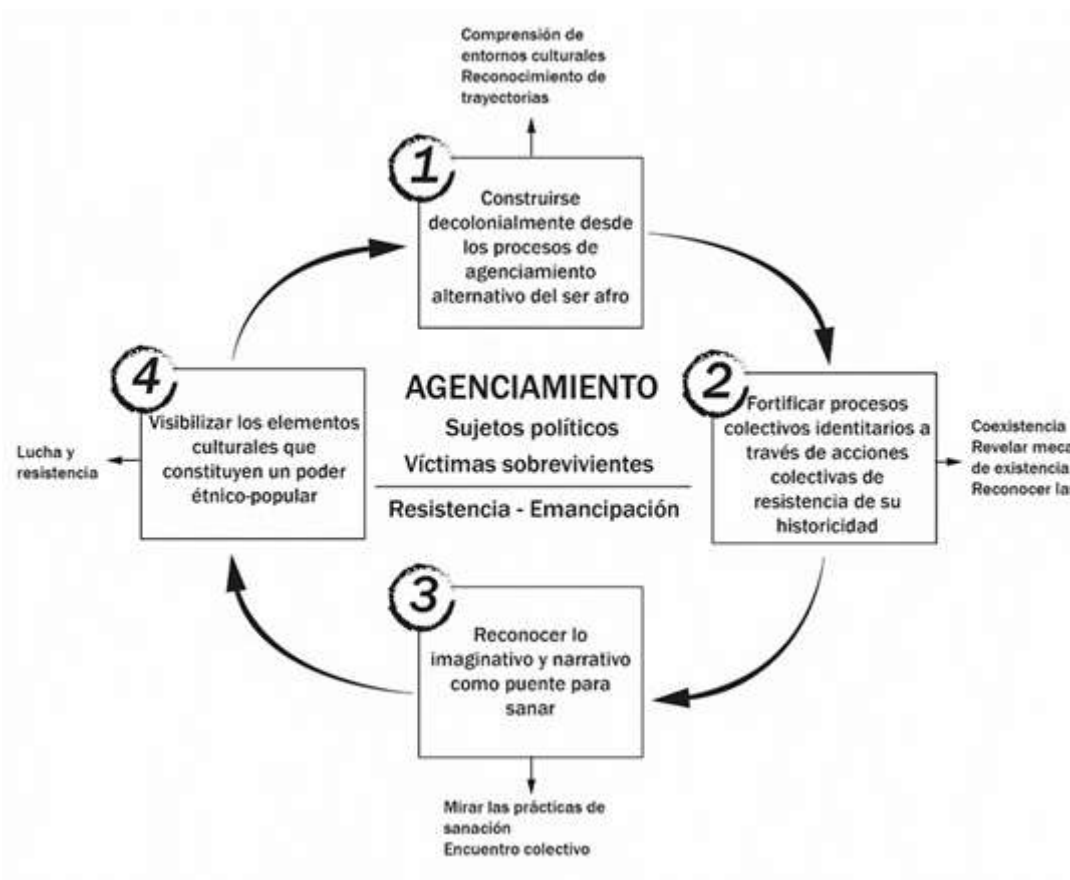 Comprensión de
entornos culturales
Reconocimiento de
trayectorias
1
Construirse
decolonialmente desde
los procesos de
agenciamiento
alternativo del ser afro
2
Fortificar procesos
colectivos identitarios a
través de acciones
colectivas de
resistencia de su
historicidad
Coexistencia
Revelar
de existencia
Reconocer
3
Reconocer lo
imaginativo y narrativo
como puente para
sanar
Mirar las prácticas de
sanación
Encuentro colectivo
4
Visibilizar los elementos
culturales que
constituyen un poder
étnico-popular
Lucha y
resistencia
AGENCIAMIENTO
Sujetos políticos
Víctimas sobrevivientes
Resistencia - Emancipación